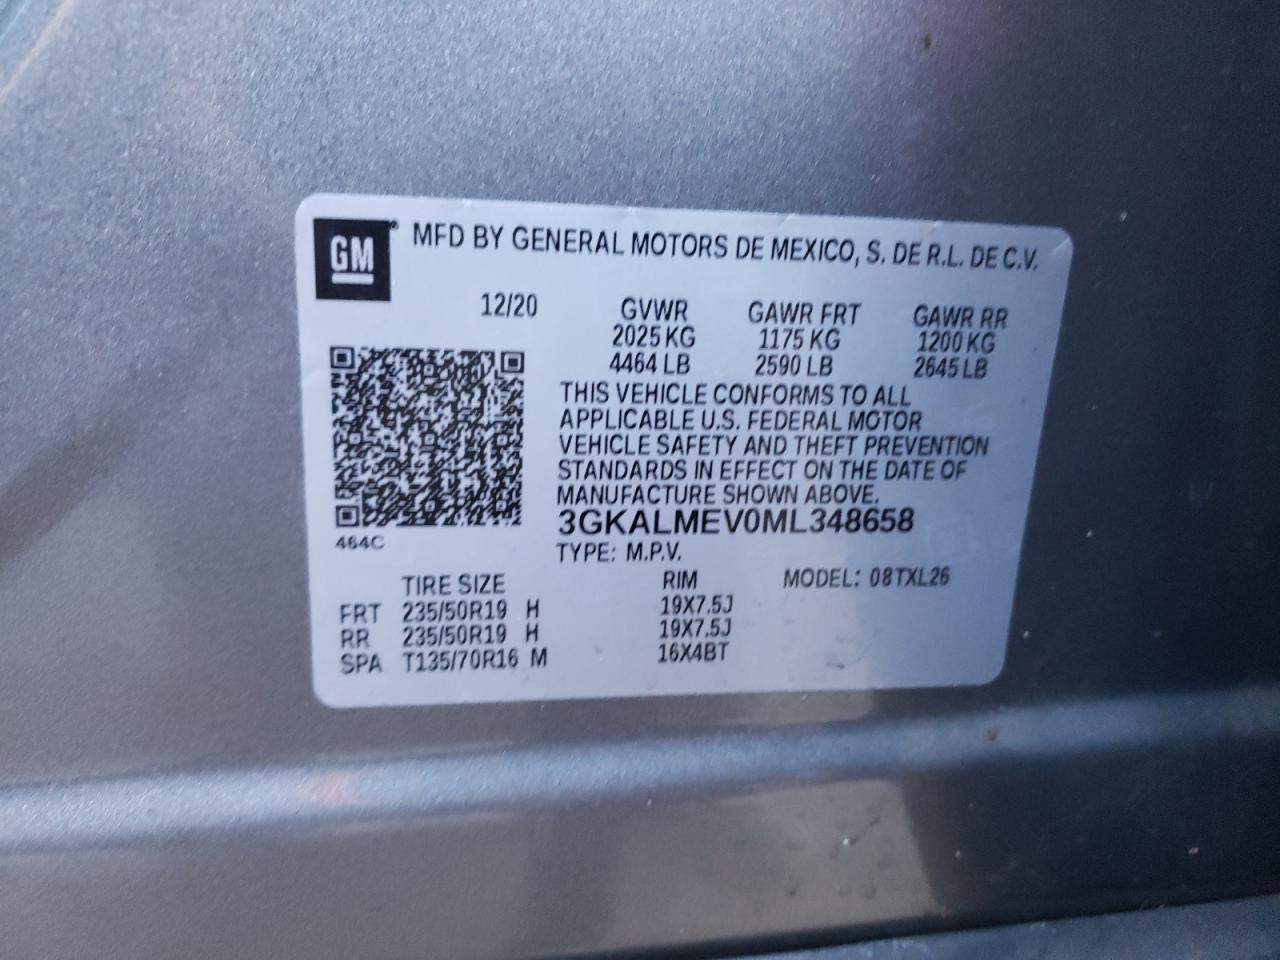 GM ® MFD BY GENERAL MOTORS DE MEXICO, S. DE R.L. DE C.V.
12/20 GVWR GAWR FRT GAWR RR
2025 KG 1175 KG 1200 KG
4464 LB 2590 LB 2645 LB
THIS VEHICLE CONFORMS TO ALL
APPLICABLE U.S. FEDERAL MOTOR
VEHICLE SAFETY AND THEFT PREVENTION
STANDARDS IN EFFECT ON THE DATE OF
MANUFACTURE SHOWN ABOVE.
3GKALMEV0ML348658
464C
TYPE: M.P.V.
TIRE SIZE RIM MODEL: 08TXL26
FRT 235/50R19 H 19X7.5J
RR 235/50R19 H 19X7.5J
SPA T135/70R16 M 16X4BT